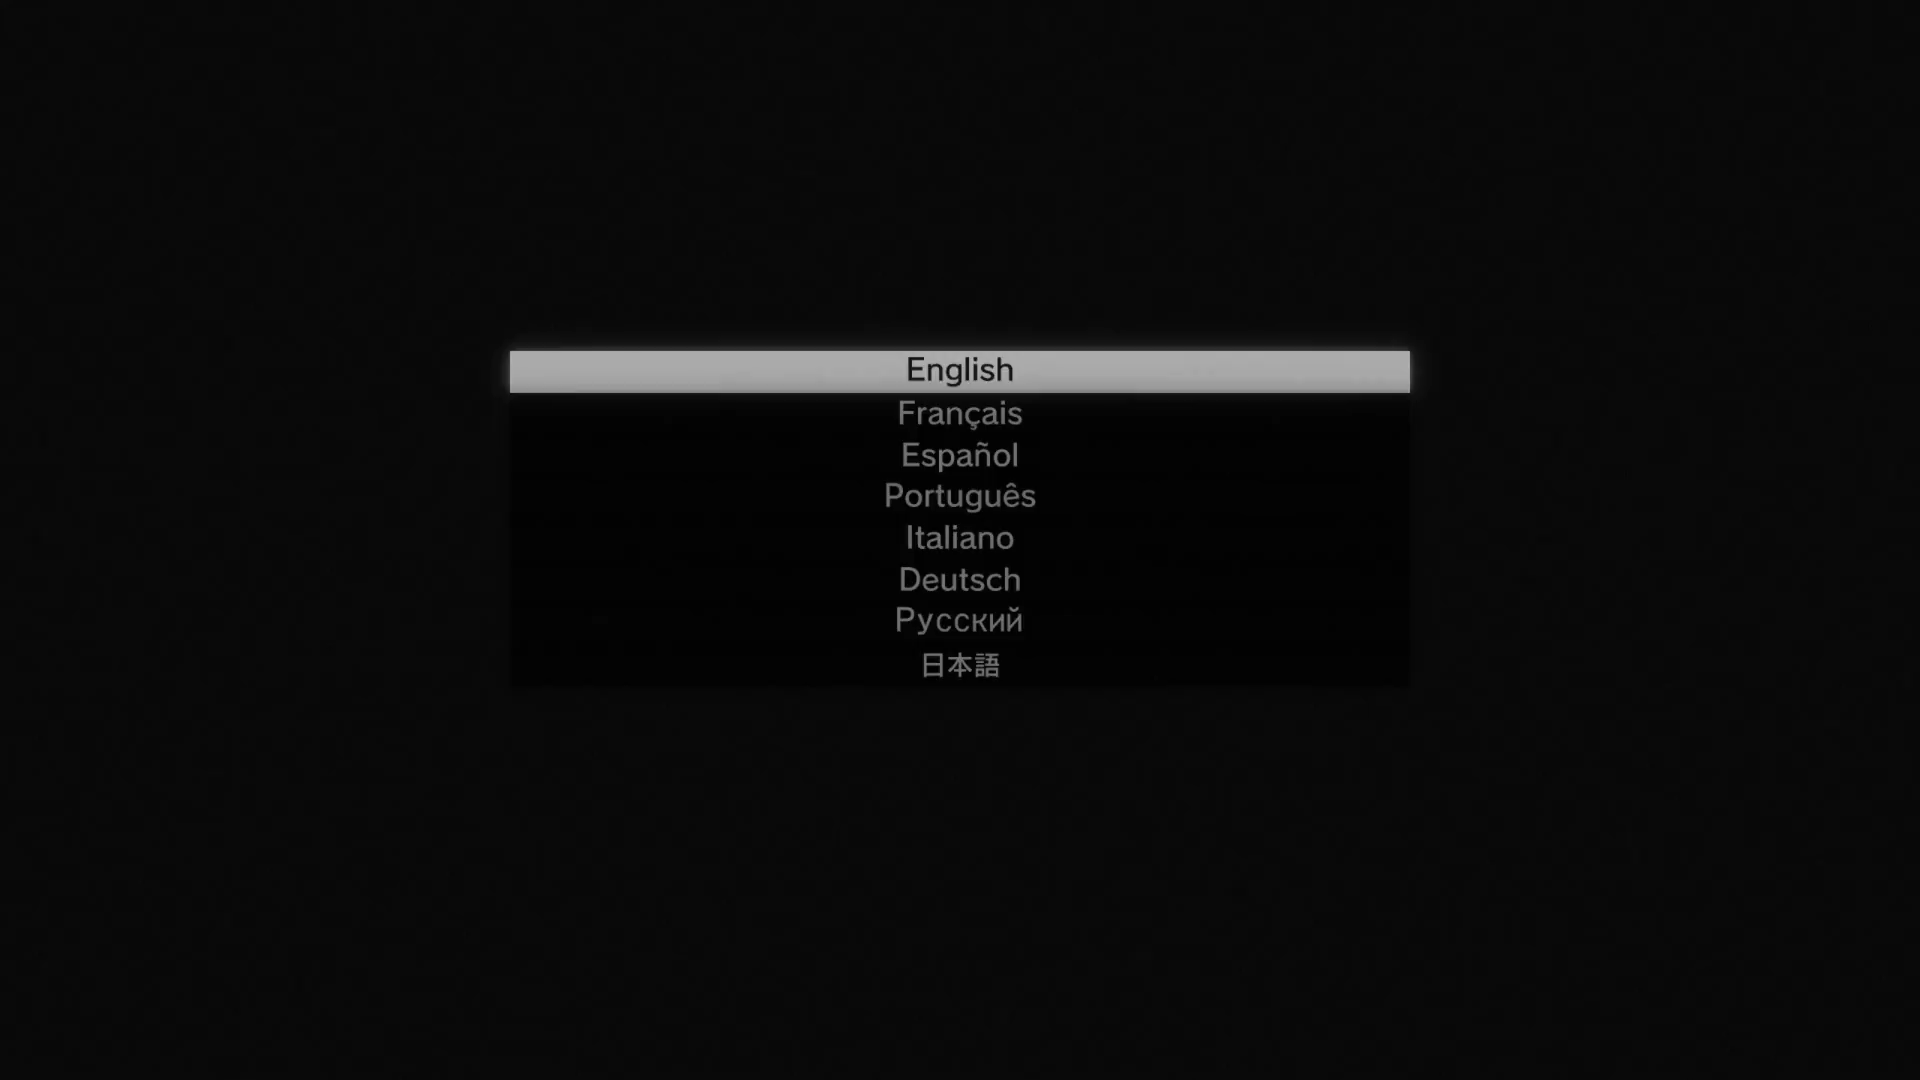 English
Français
Español
Português
Italiano
Deutsch
Русский
日本語